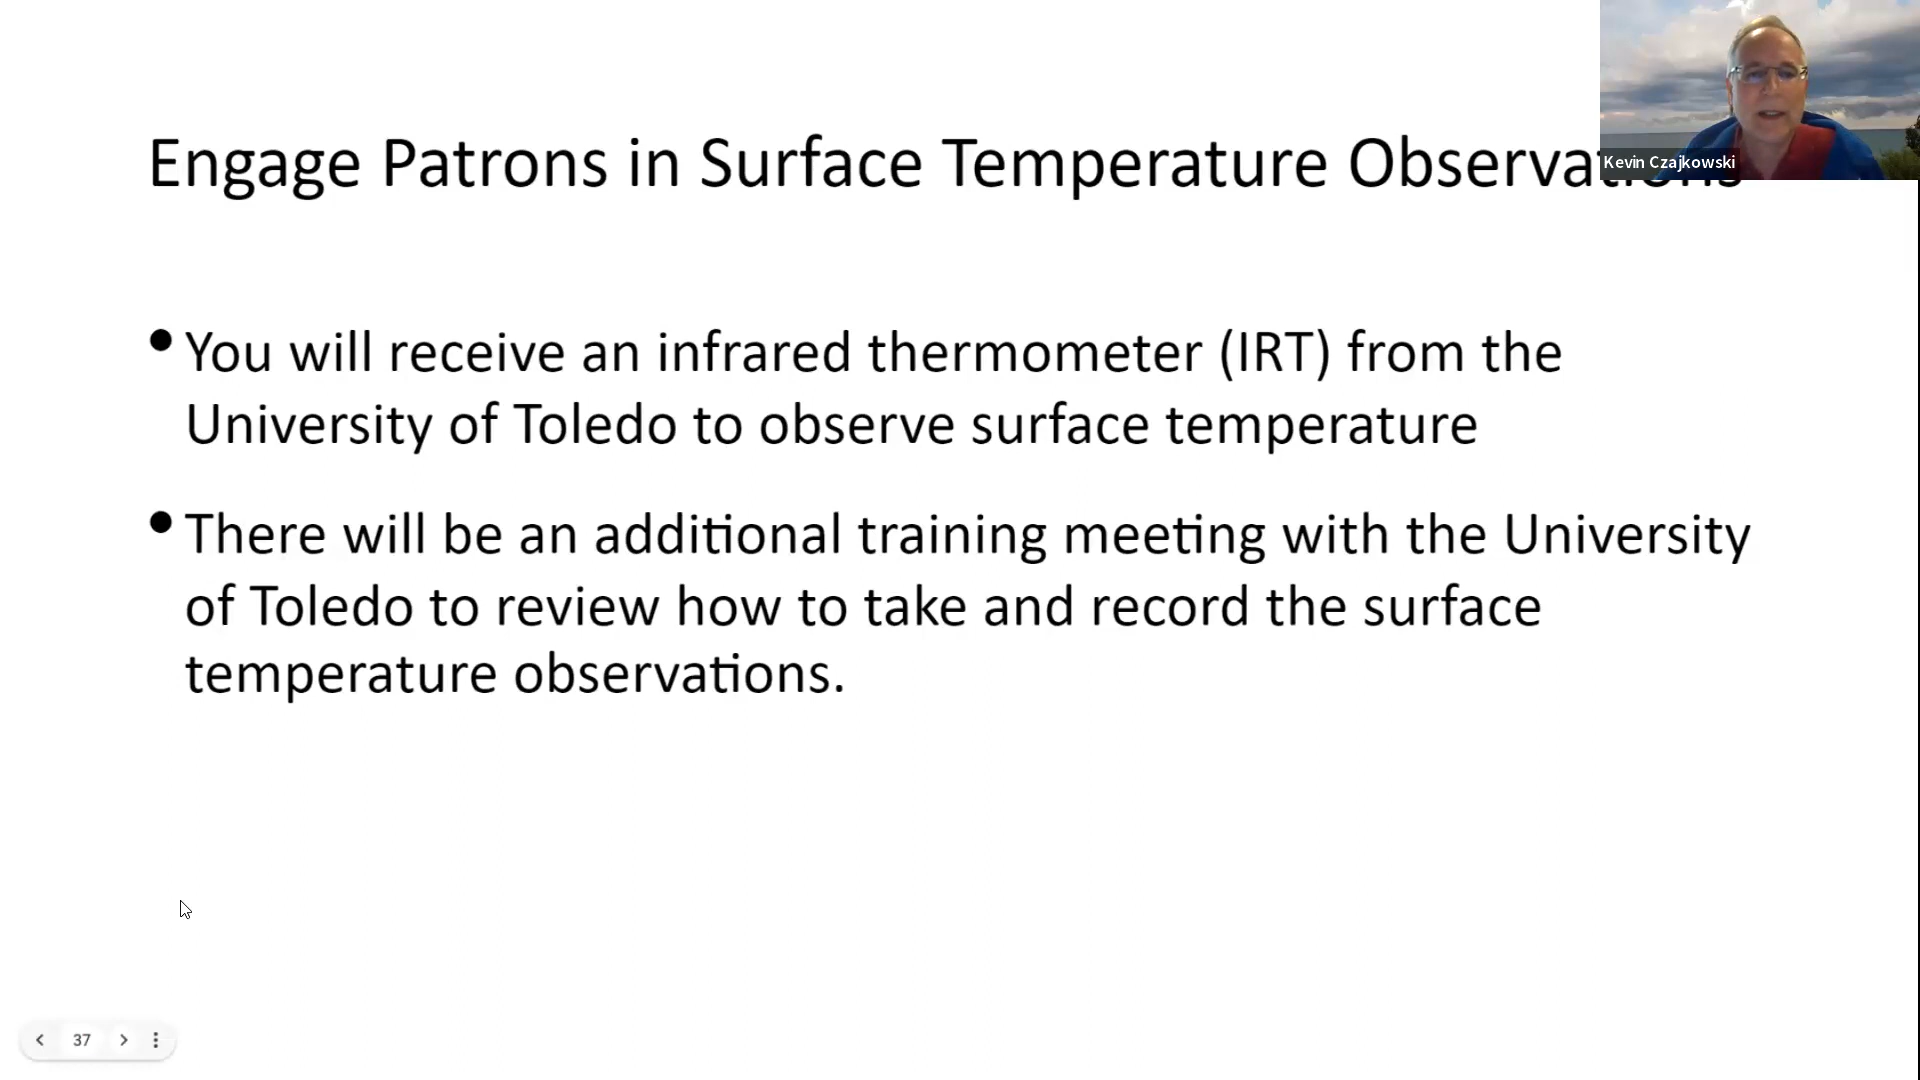 Engage Patrons in Surface Temperature Observations
Kevin Czajkowski
• You will receive an infrared thermometer (IRT) from the
University of Toledo to observe surface temperature
• There will be an additional training meeting with the University
of Toledo to review how to take and record the surface
temperature observations.
37